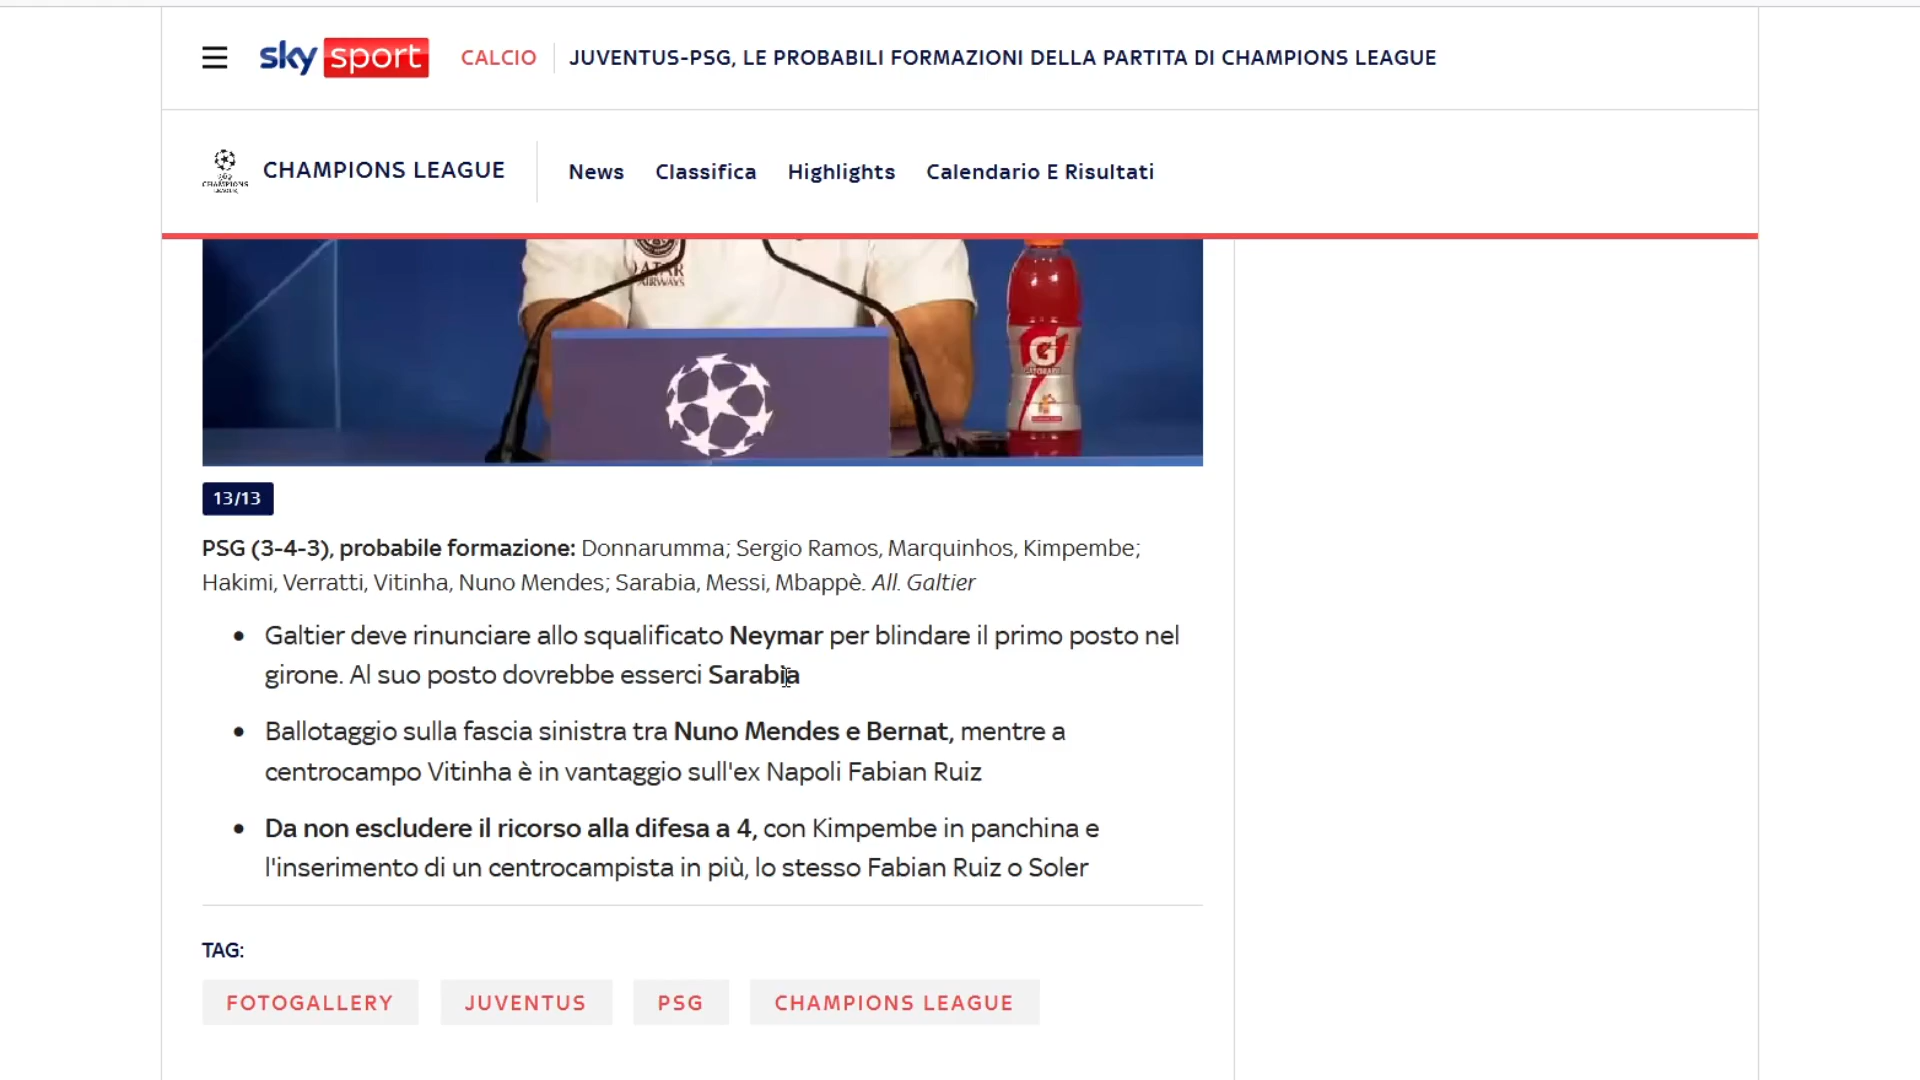 sky sport CALCIO JUVENTUS-PSG, LE PROBABILI FORMAZIONI DELLA PARTITA DI CHAMPIONS LEAGUE
CHAMPIONS LEAGUE News Classifica Highlights Calendario E Risultati
CHAMPIONS
LEAGUE
QATAR
AIRWAYS
G
GATORADE
13/13
PSG (3-4-3), probabile formazione: Donnarumma; Sergio Ramos, Marquinhos, Kimpembe;
Hakimi, Verratti, Vitinha, Nuno Mendes; Sarabia, Messi, Mbappè. All. Galtier
• Galtier deve rinunciare allo squalificato Neymar per blindare il primo posto nel
girone. Al suo posto dovrebbe esserci Sarabia
• Ballotaggio sulla fascia sinistra tra Nuno Mendes e Bernat, mentre a
centrocampo Vitinha è in vantaggio sull'ex Napoli Fabian Ruiz
• Da non escludere il ricorso alla difesa a 4, con Kimpembe in panchina e
l'inserimento di un centrocampista in più, lo stesso Fabian Ruiz o Soler
TAG:
FOTOGALLERY JUVENTUS PSG CHAMPIONS LEAGUE